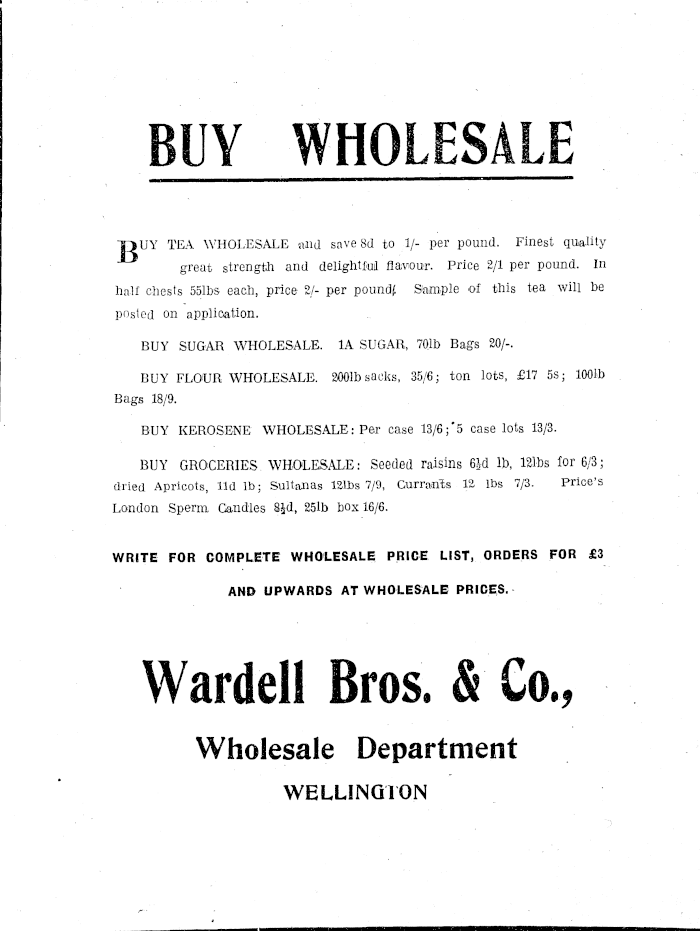 BUY WHOLESALE
BUY TEA WHOLESALE and save 8d to 1/- per pound. Finest quality
great strength and delightful flavour. Price 2/1 per pound. In
half chests 55lbs each, price 2/- per pound. Sample of this tea will be
posted on application.
BUY SUGAR WHOLESALE. 1A SUGAR, 70lb Bags 20/-.
BUY FLOUR WHOLESALE. 200lb sacks, 35/6; ton lots, £17 5s; 100lb
Bags 18/9.
BUY KEROSENE WHOLESALE: Per case 13/6; 5 case lots 13/3.
BUY GROCERIES WHOLESALE: Seeded raisins 6½d lb, 12lbs for 6/3;
dried Apricots, 11d lb; Sultanas 12lbs 7/9, Currants 12 lbs 7/3. Price's
London Sperm Candles 8½d, 25lb box 16/6.
WRITE FOR COMPLETE WHOLESALE PRICE LIST, ORDERS FOR £3
AND UPWARDS AT WHOLESALE PRICES.
Wardell Bros. & Co.,
Wholesale Department
WELLINGTON